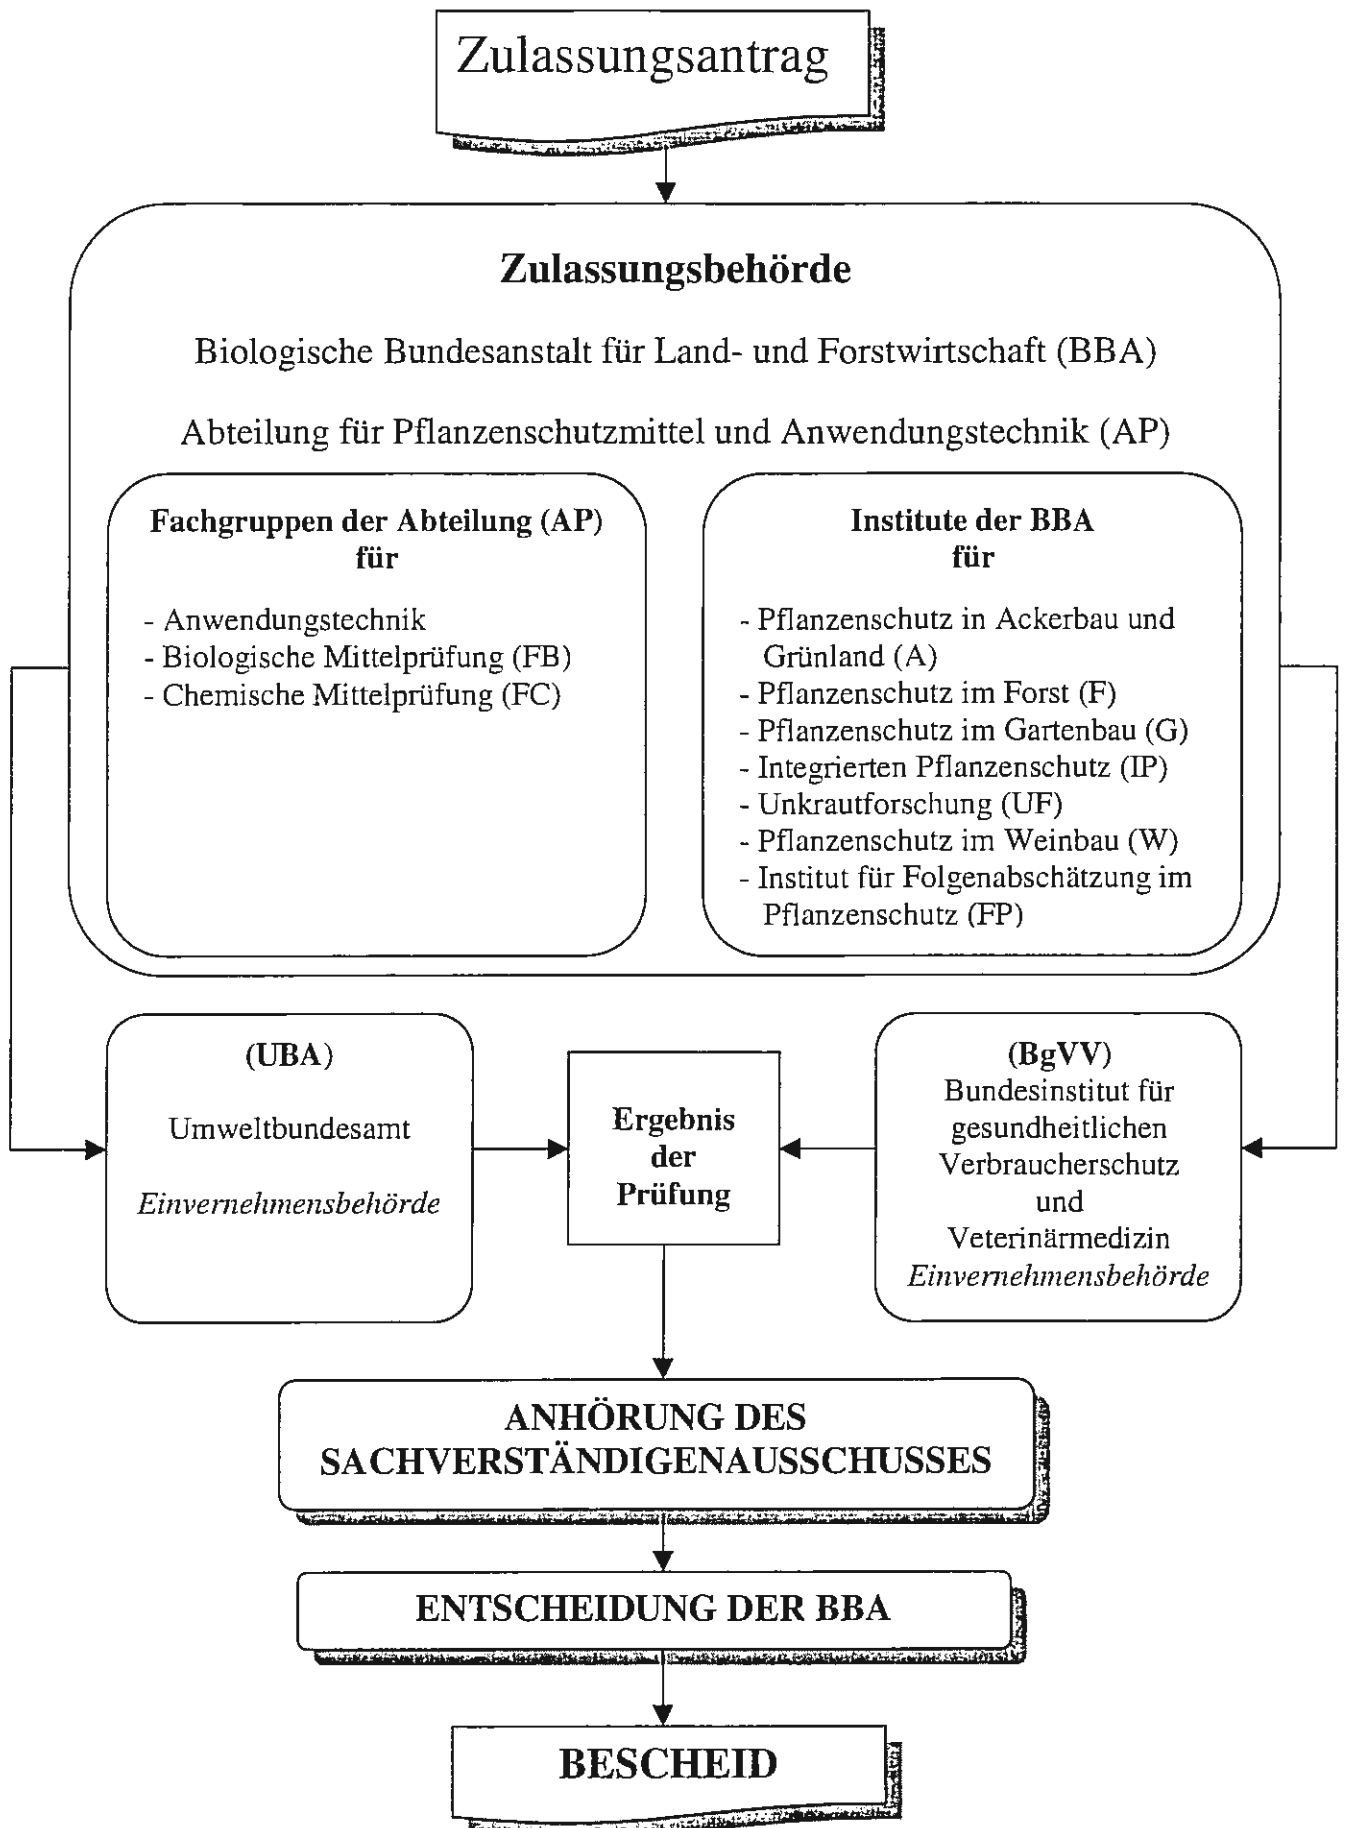 Zulassungsantrag
Zulassungsbehörde
Biologische Bundesanstalt für Land- und Forstwirtschaft (BBA)
Abteilung für Pflanzenschutzmittel und Anwendungstechnik (AP)
Fachgruppen der Abteilung (AP)
für
- Anwendungstechnik
- Biologische Mittelprüfung (FB)
- Chemische Mittelprüfung (FC)
Institute der BBA
für
- Pflanzenschutz in Ackerbau und
Grünland (A)
- Pflanzenschutz im Forst (F)
- Pflanzenschutz im Gartenbau (G)
- Integrierten Pflanzenschutz (IP)
- Unkrautforschung (UF)
- Pflanzenschutz im Weinbau (W)
- Institut für Folgenabschätzung im
Pflanzenschutz (FP)
(UBA)
Umweltbundesamt
Einvernehmensbehörde
Ergebnis
der
Prüfung
(BgVV)
Bundesinstitut für
gesundheitlichen
Verbraucherschutz
und
Veterinärmedizin
Einvernehmensbehörde
ANHÖRUNG DES
SACHVERSTÄNDIGENAUSSCHUSSES
ENTSCHEIDUNG DER BBA
BESCHEID